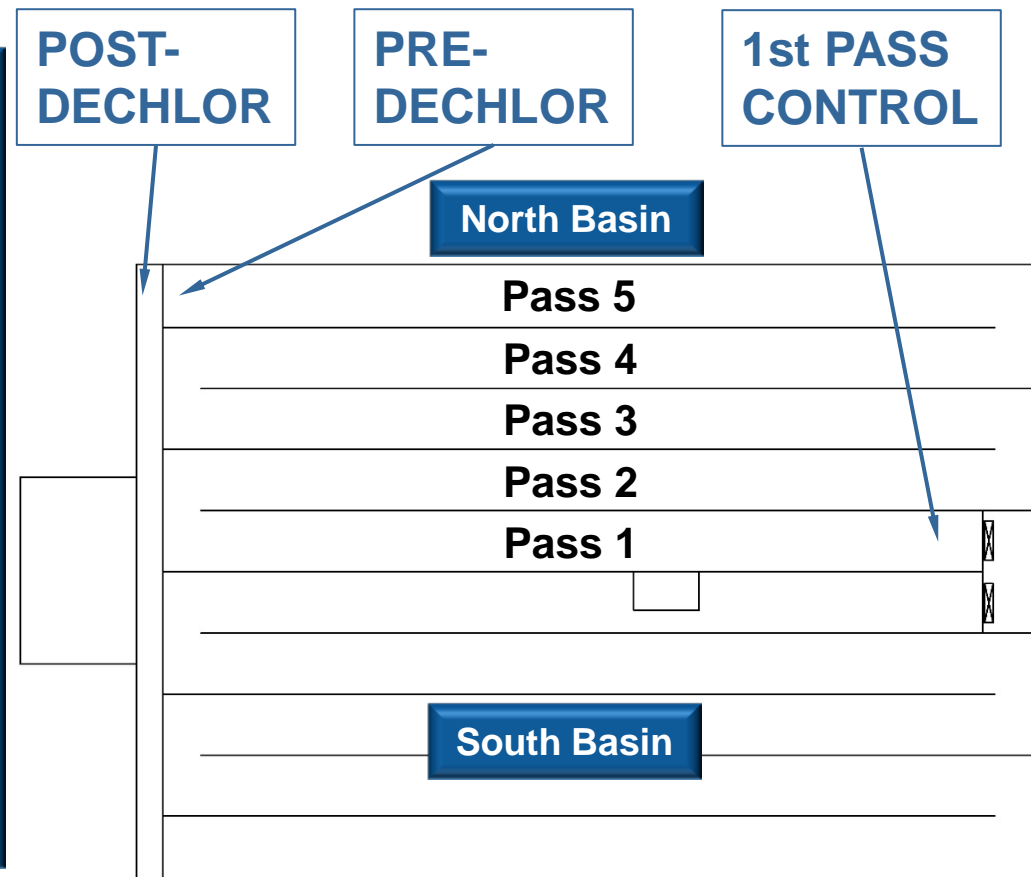 POST-
DECHLOR
PRE-
DECHLOR
1st PASS
CONTROL
North Basin
Pass 5
Pass 4
Pass 3
Pass 2
Pass 1
South Basin